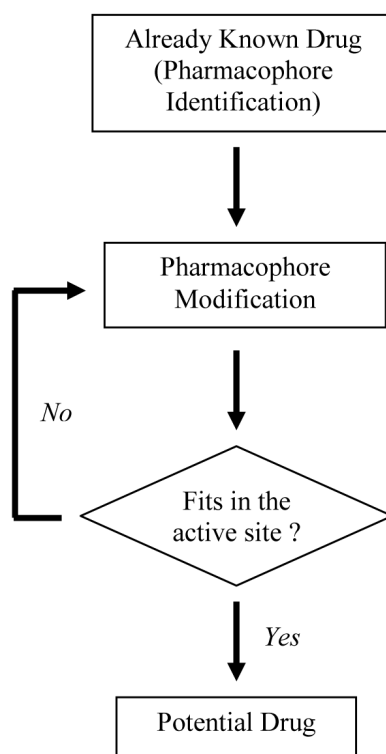 Already Known Drug
(Pharmacophore
Identification)
Pharmacophore
Modification
No
Fits in the
active site ?
Yes
Potential Drug